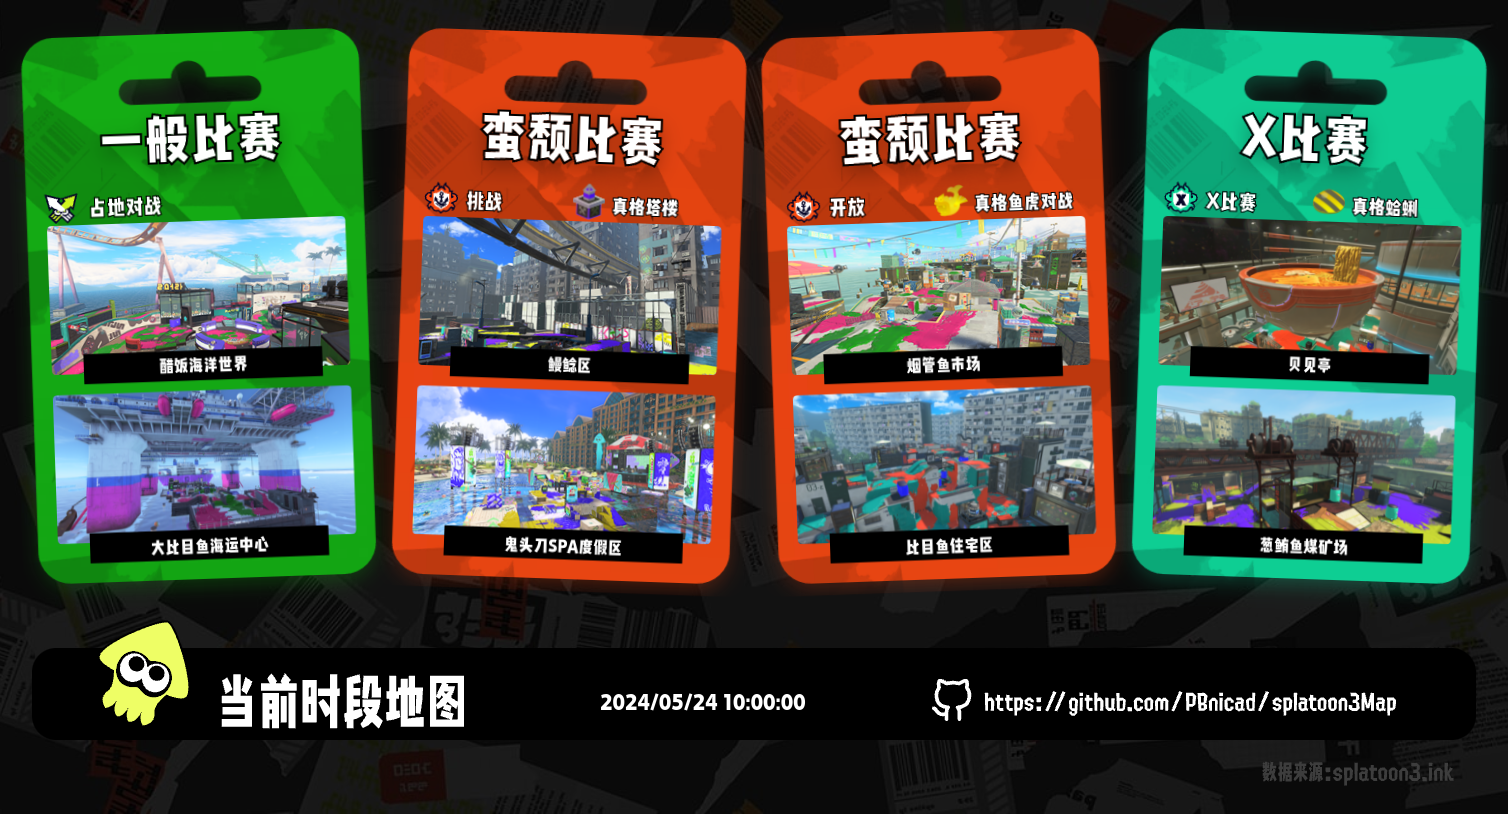 一般比赛
占地对战
醋饭海洋世界
大比目鱼海运中心
蛮颓比赛
挑战
真格塔楼
鳗鲶区
鬼头刀SPA度假区
蛮颓比赛
开放
真格鱼虎对战
烟管鱼市场
比目鱼住宅区
X比赛
X比赛
真格蛤蜊
贝见亭
葱鲔鱼煤矿场
当前时段地图
2024/05/24 10:00:00
https://github.com/PBnicad/splatoon3Map
数据来源:splatoon3.ink